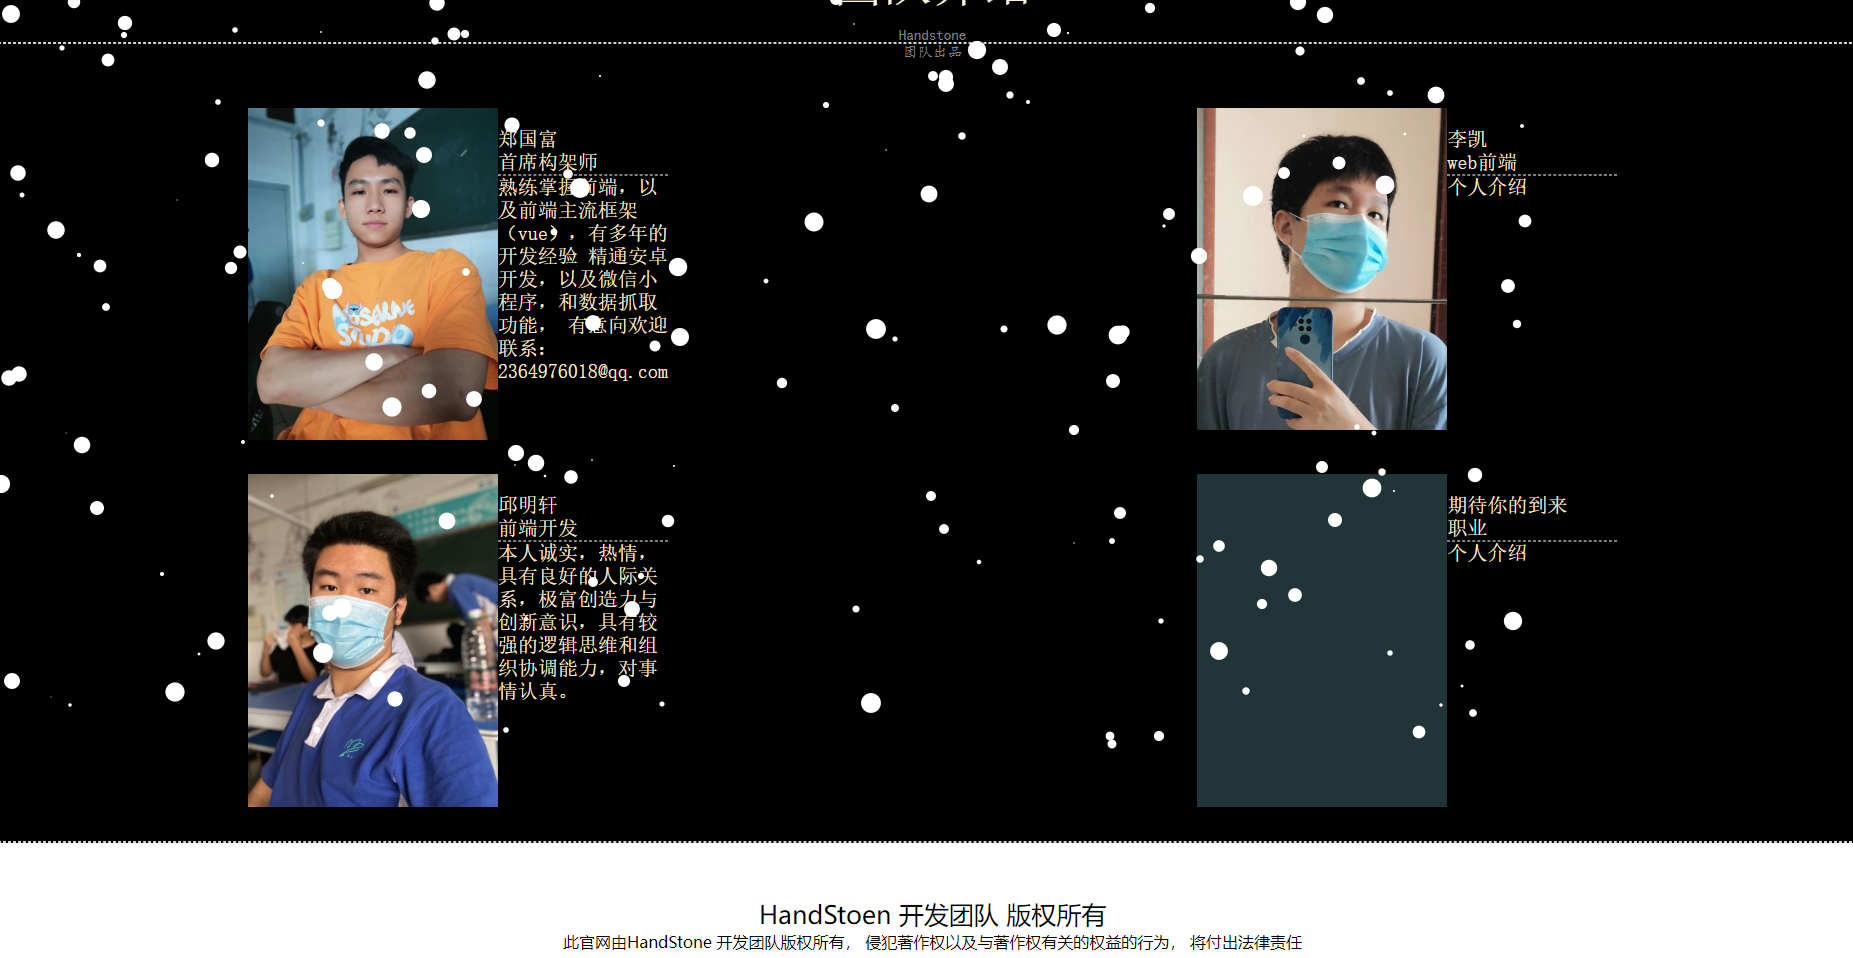 团队介绍
Handstone
团队出品
郑国富
首席构架师
熟练掌握前端，以
及前端主流框架
（vue），有多年的
开发经验 精通安卓
开发，以及微信小
程序，和数据抓取
功能， 有意向欢迎
联系：
2364976018@qq.com
李凯
web前端
个人介绍
邱明轩
前端开发
本人诚实，热情，
具有良好的人际关
系，极富创造力与
创新意识，具有较
强的逻辑思维和组
织协调能力，对事
情认真。
期待你的到来
职业
个人介绍
HandStoen 开发团队 版权所有
此官网由HandStone 开发团队版权所有， 侵犯著作权以及与著作权有关的权益的行为， 将付出法律责任